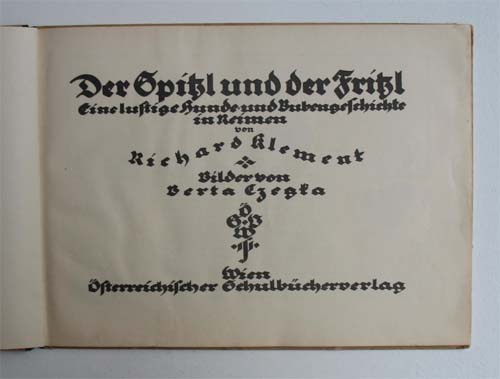 Der Spitzl und der Fritzl
Eine lustige Hunde- und Bubengeschichte
in Reimen
von
Richard Klement
Bilder von
Berta Czegka
Ö
S P
W
Wien
Österreichischer Schulbücherverlag